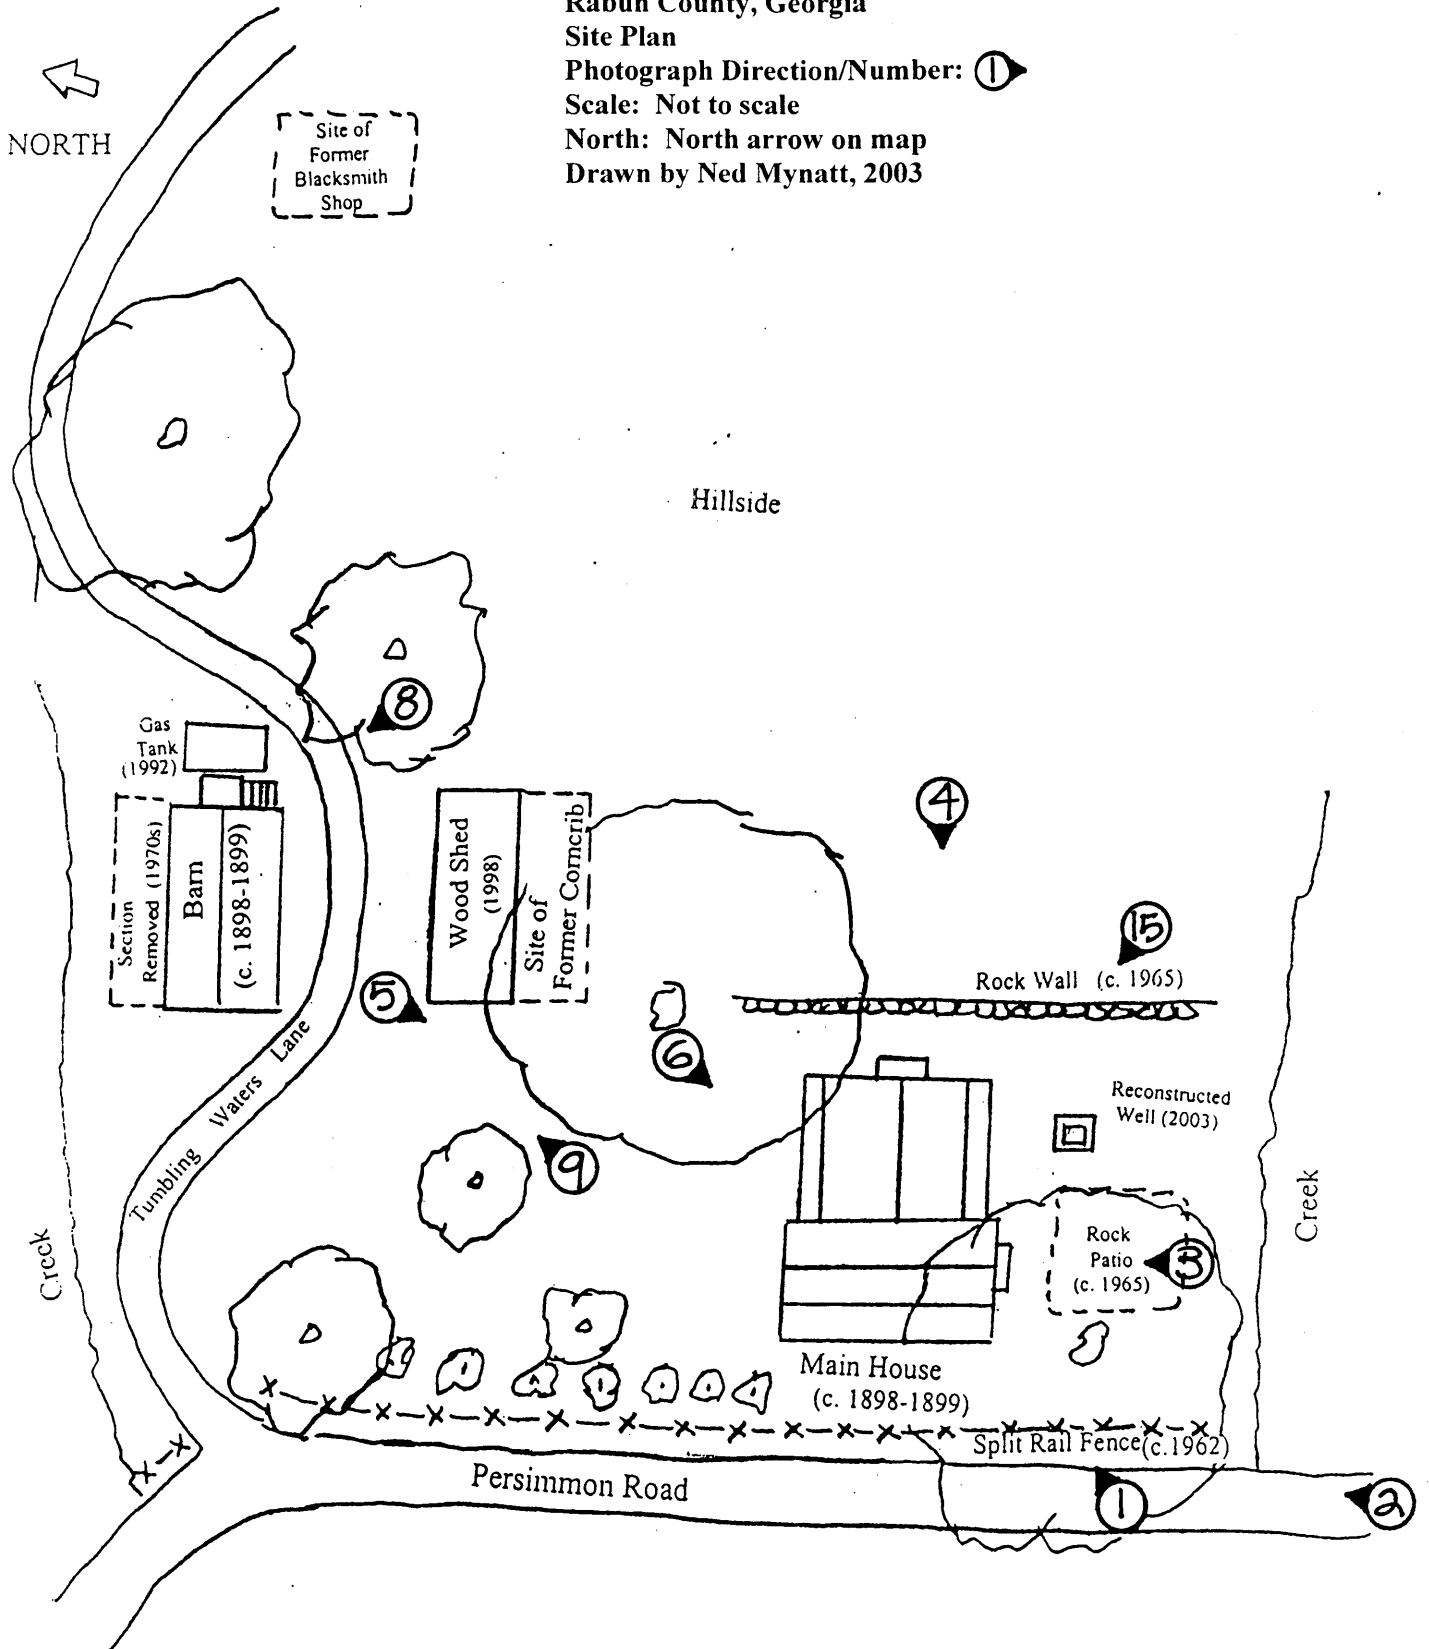 Rabun County, Georgia
Site Plan
Photograph Direction/Number: 1
Scale: Not to scale
North: North arrow on map
Drawn by Ned Mynatt, 2003
NORTH
Site of
Former
Blacksmith
Shop
Hillside
8
Gas
Tank
(1992)
Section
Removed (1970s)
Barn
(c. 1898-1899)
Wood Shed
(1998)
Site of
Former Corncrib
4
15
5
Rock Wall (c. 1965)
6
Tumbling Waters Lane
Reconstructed
Well (2003)
9
Creek
Creek
Rock
Patio
(c. 1965)
3
Main House
(c. 1898-1899)
Split Rail Fence (c.1962)
Persimmon Road
1
2